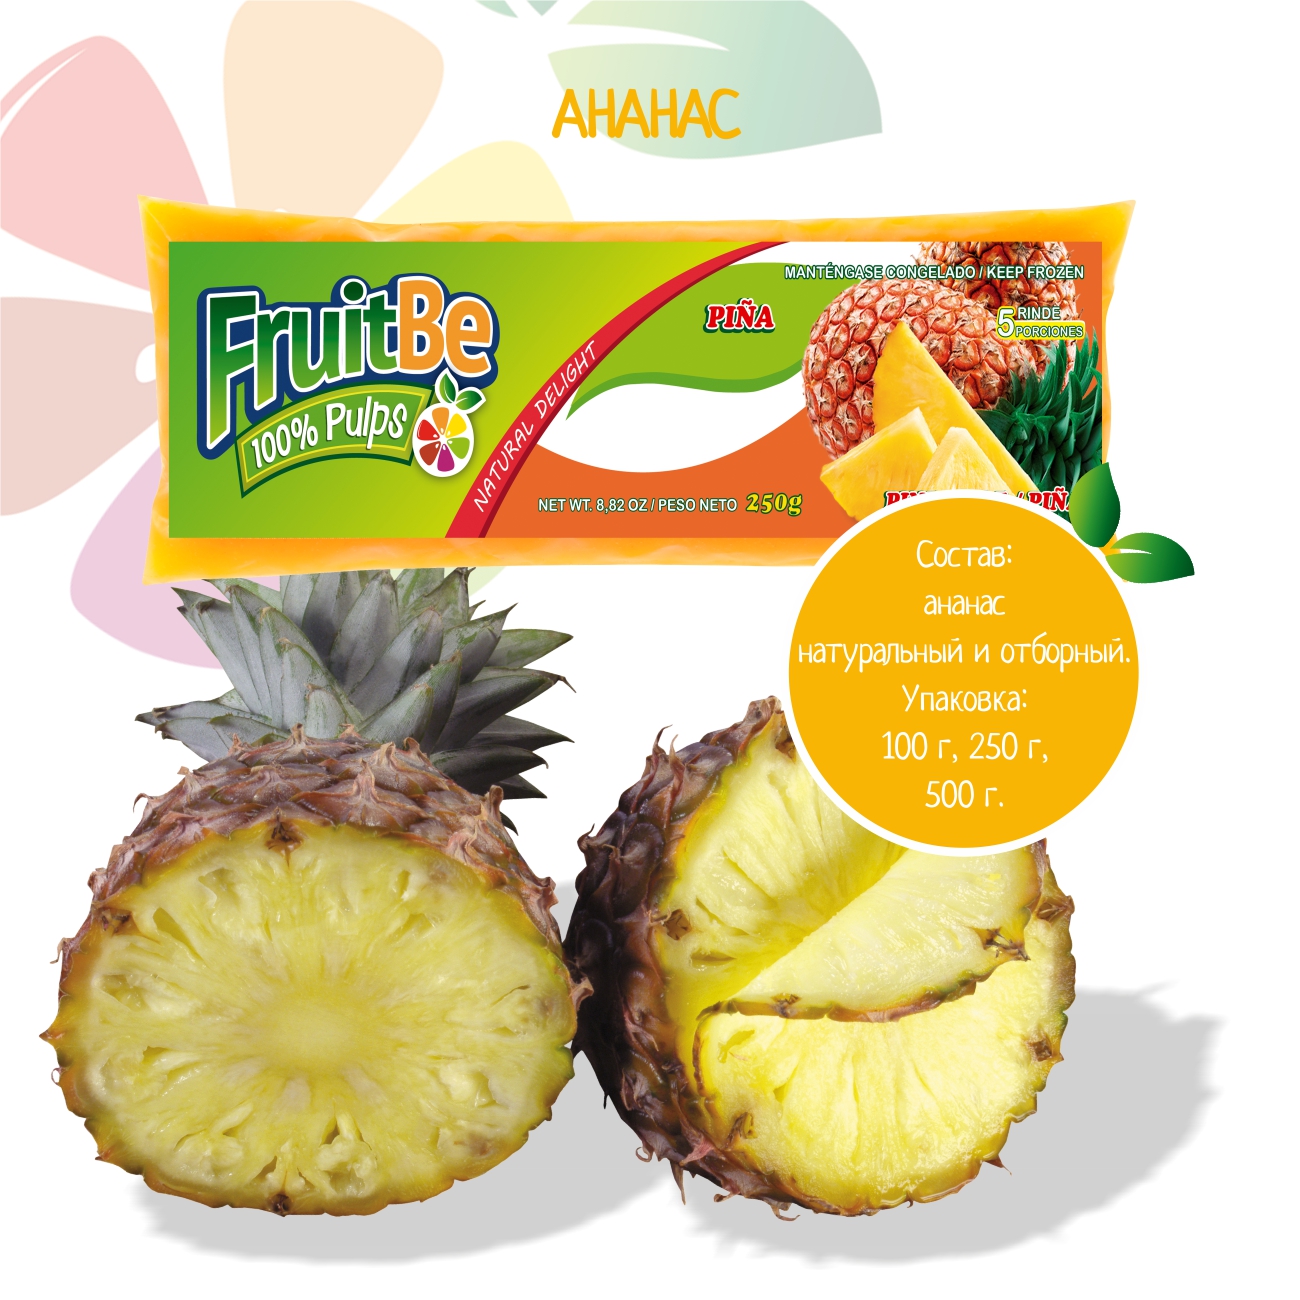 АНАНАС
MANTÉNGASE CONGELADO / KEEP FROZEN
FruitBe
100% Pulps
NATURAL DELIGHT
PIÑA
5 RINDE
PORCIONES
NET WT. 8,82 OZ / PESO NETO 250g
Состав:
ананас
натуральный и отборный.
Упаковка:
100 г, 250 г,
500 г.